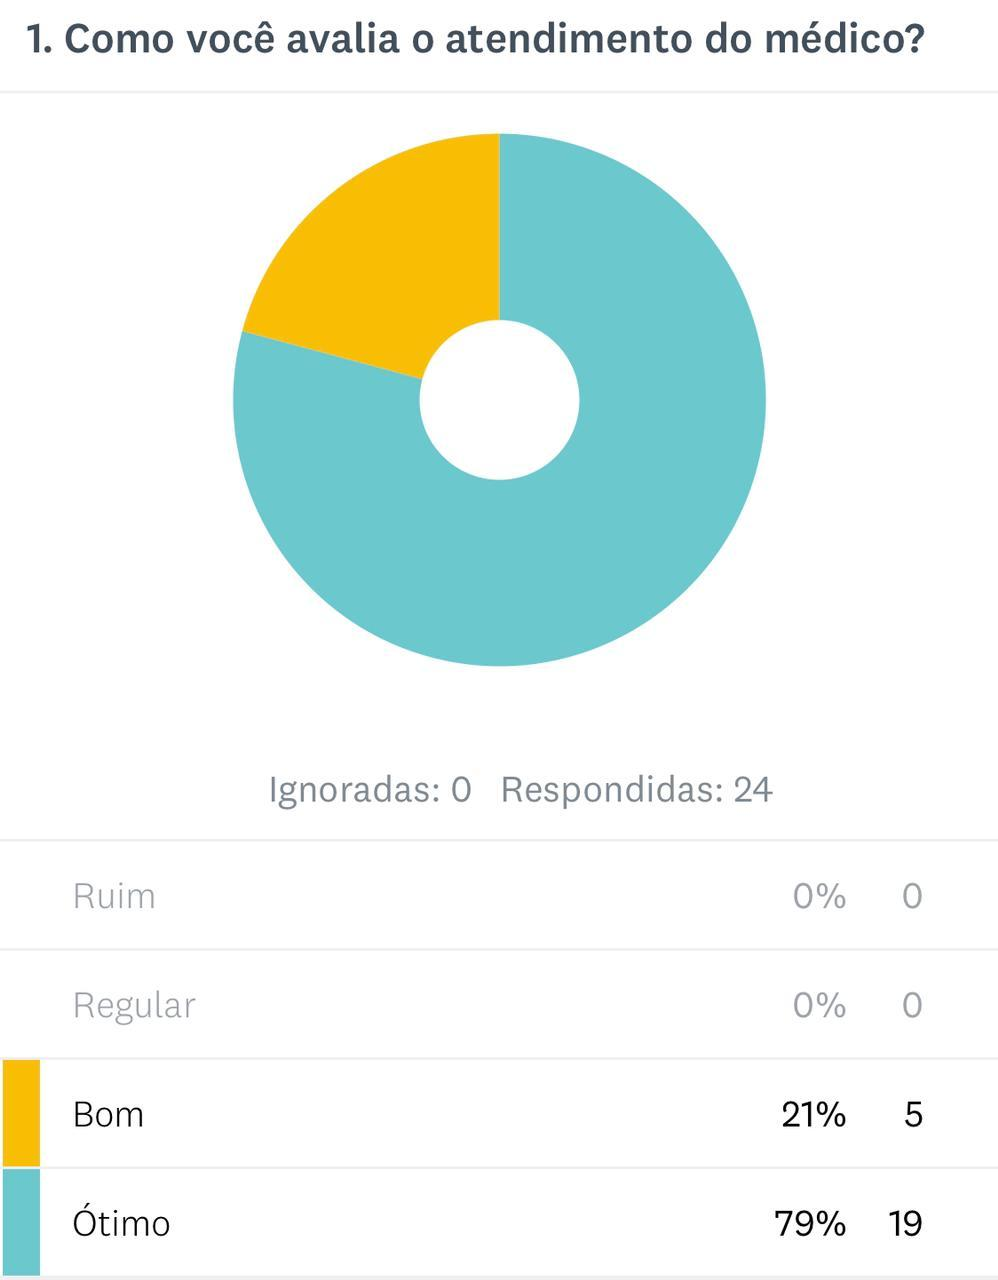 1. Como você avalia o atendimento do médico?
Ignoradas: 0 Respondidas: 24
Ruim 0% 0
Regular 0% 0
Bom 21% 5
Ótimo 79% 19